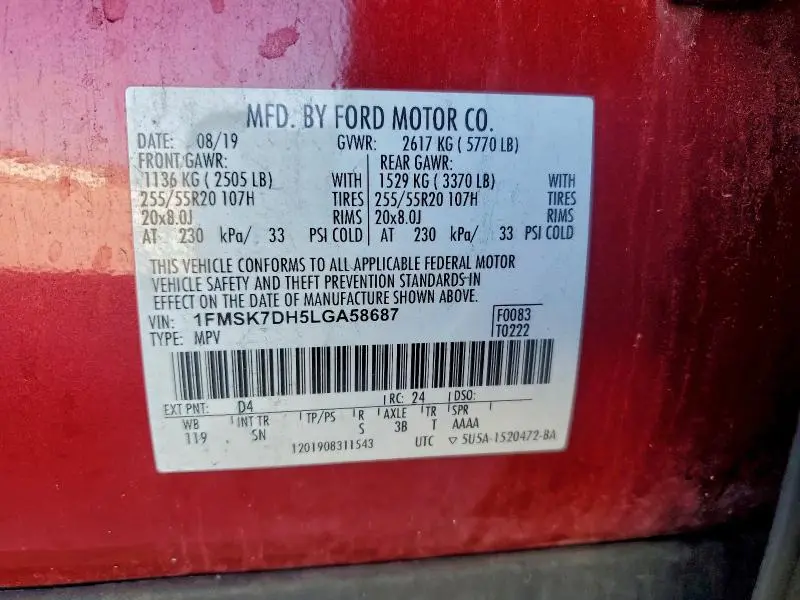 MFD. BY FORD MOTOR CO.
DATE: 08/19 GVWR: 2617 KG ( 5770 LB)
FRONT GAWR: REAR GAWR:
1136 KG ( 2505 LB) WITH 1529 KG ( 3370 LB) WITH
255/55R20 107H TIRES 255/55R20 107H TIRES
20x8.0J RIMS 20x8.0J RIMS
AT 230 kPa/ 33 PSI COLD AT 230 kPa/ 33 PSI COLD
THIS VEHICLE CONFORMS TO ALL APPLICABLE FEDERAL MOTOR
VEHICLE SAFETY AND THEFT PREVENTION STANDARDS IN
EFFECT ON THE DATE OF MANUFACTURE SHOWN ABOVE.
VIN: 1FMSK7DH5LGA58687 F0083
TYPE: MPV T0222
EXT PNT: D4 RC: 24 DSO:
WB INT TR TP/PS R AXLE TR SPR
119 SN S 3B T AAAA
1201908311543 UTC ▽ 5U5A-1520472-BA